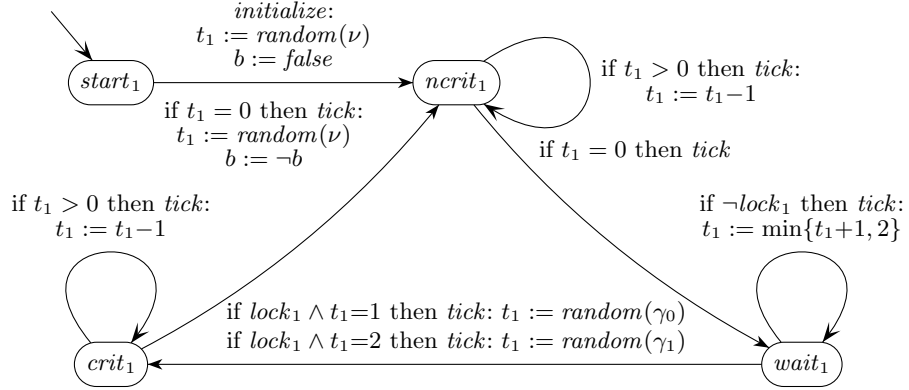 initialize:
t₁ := random(ν)
b := false
start₁
ncrit₁
if t₁ > 0 then tick:
t₁ := t₁−1
if t₁ = 0 then tick:
t₁ := random(ν)
b := ¬b
if t₁ = 0 then tick
if t₁ > 0 then tick:
t₁ := t₁−1
if ¬lock₁ then tick:
t₁ := min{t₁+1, 2}
if lock₁ ∧ t₁=1 then tick: t₁ := random(γ₀)
if lock₁ ∧ t₁=2 then tick: t₁ := random(γ₁)
crit₁
wait₁